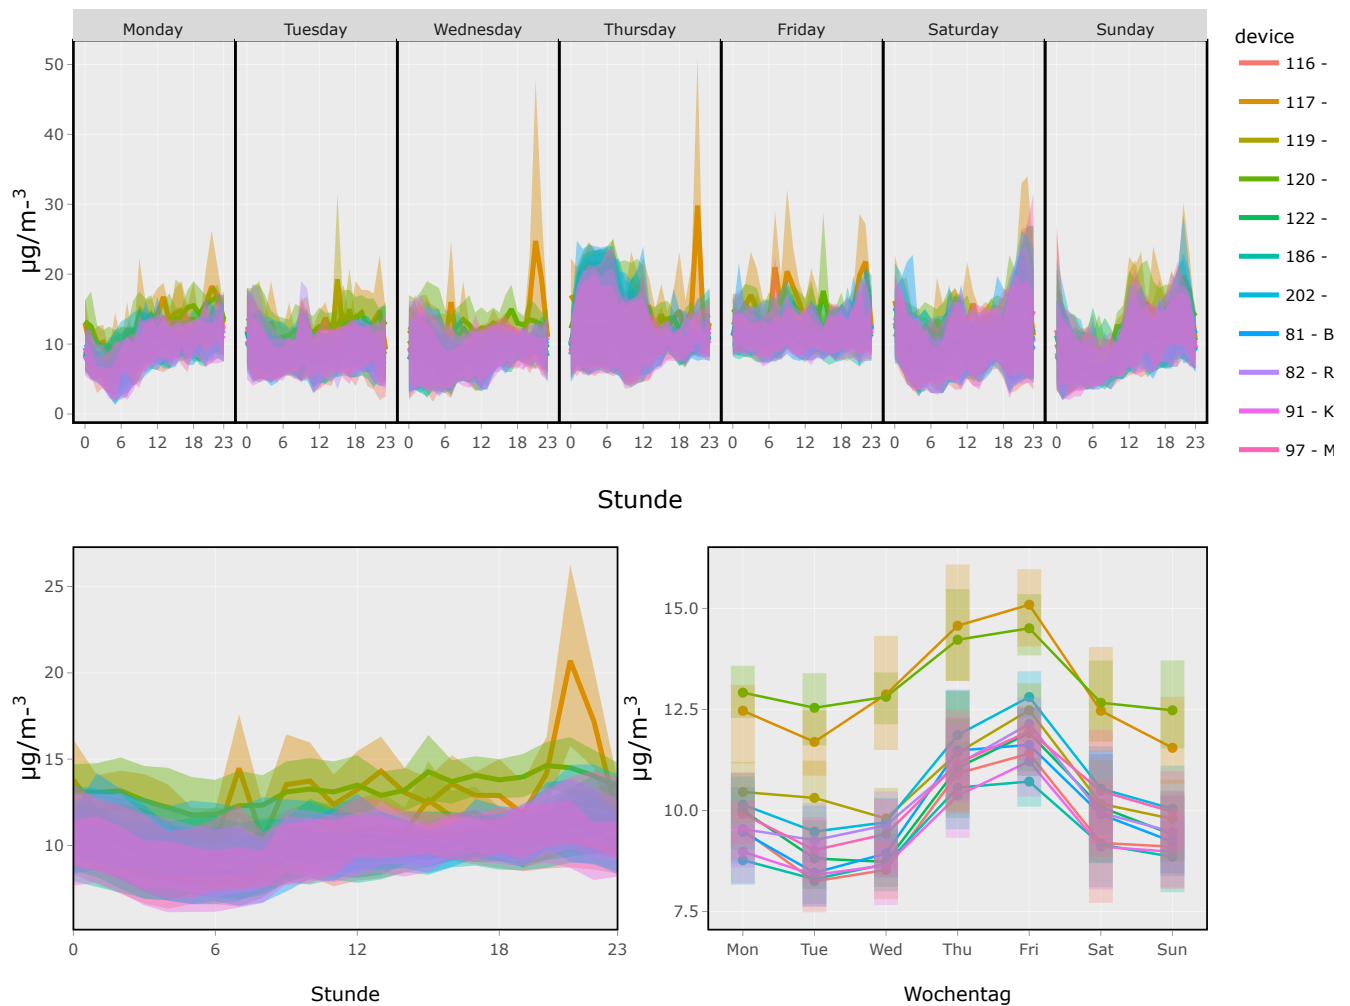 Monday Tuesday Wednesday Thursday Friday Saturday Sunday
device
116 -
117 -
119 -
120 -
122 -
186 -
202 -
81 - B
82 - R
91 - K
97 - M
50
40
30
20
10
0
µg/m-³
0 6 12 18 23 0 6 12 18 23 0 6 12 18 23 0 6 12 18 23 0 6 12 18 23 0 6 12 18 23 0 6 12 18 23
Stunde
25
20
15
10
µg/m-³
0 6 12 18 23
Stunde
15.0
12.5
10.0
7.5
µg/m-³
Mon Tue Wed Thu Fri Sat Sun
Wochentag